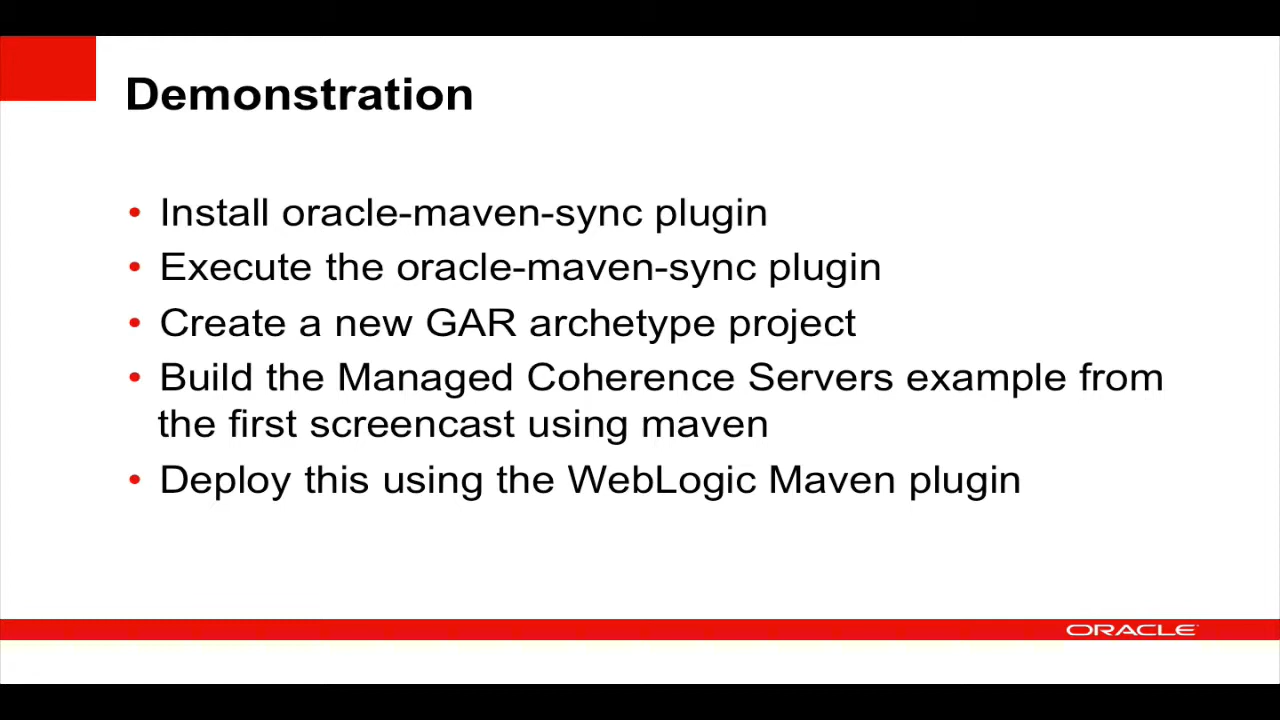 Demonstration
• Install oracle-maven-sync plugin
• Execute the oracle-maven-sync plugin
• Create a new GAR archetype project
• Build the Managed Coherence Servers example from
the first screencast using maven
• Deploy this using the WebLogic Maven plugin
ORACLE